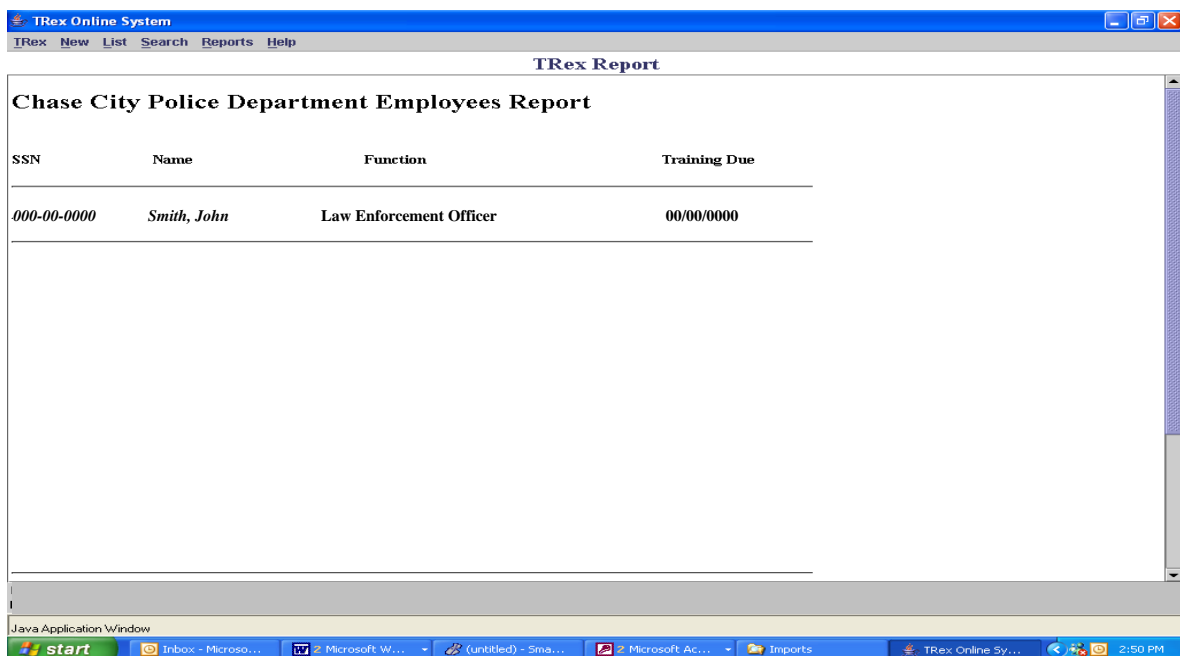 TRex Online System
TRex New List Search Reports Help
TRex Report
Chase City Police Department Employees Report
SSN Name Function Training Due
000-00-0000 Smith, John Law Enforcement Officer 00/00/0000
Java Application Window
start Inbox - Microso... 2 Microsoft W... (untitled) - Sma... 2 Microsoft Ac... Imports TRex Online Sy... 2:50 PM